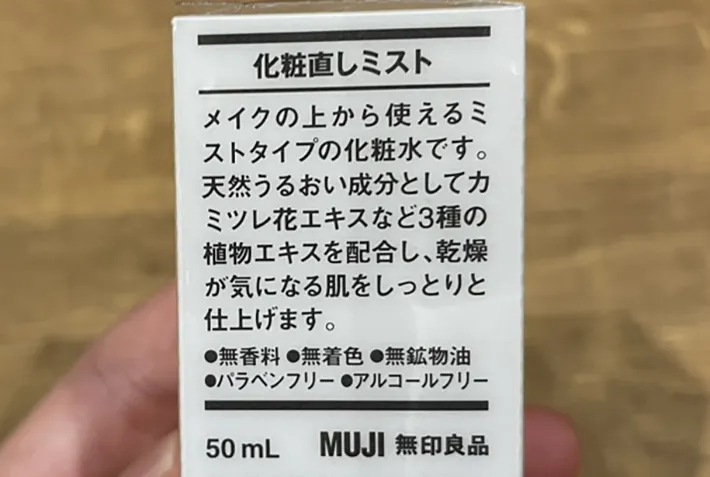 化粧直しミスト
メイクの上から使えるミ
ストタイプの化粧水です。
天然うるおい成分としてカ
ミツレ花エキスなど3種の
植物エキスを配合し、乾燥
が気になる肌をしっとりと
仕上げます。
●無香料 ●無着色 ●無鉱物油
●パラベンフリー ●アルコールフリー
50 mL MUJI 無印良品